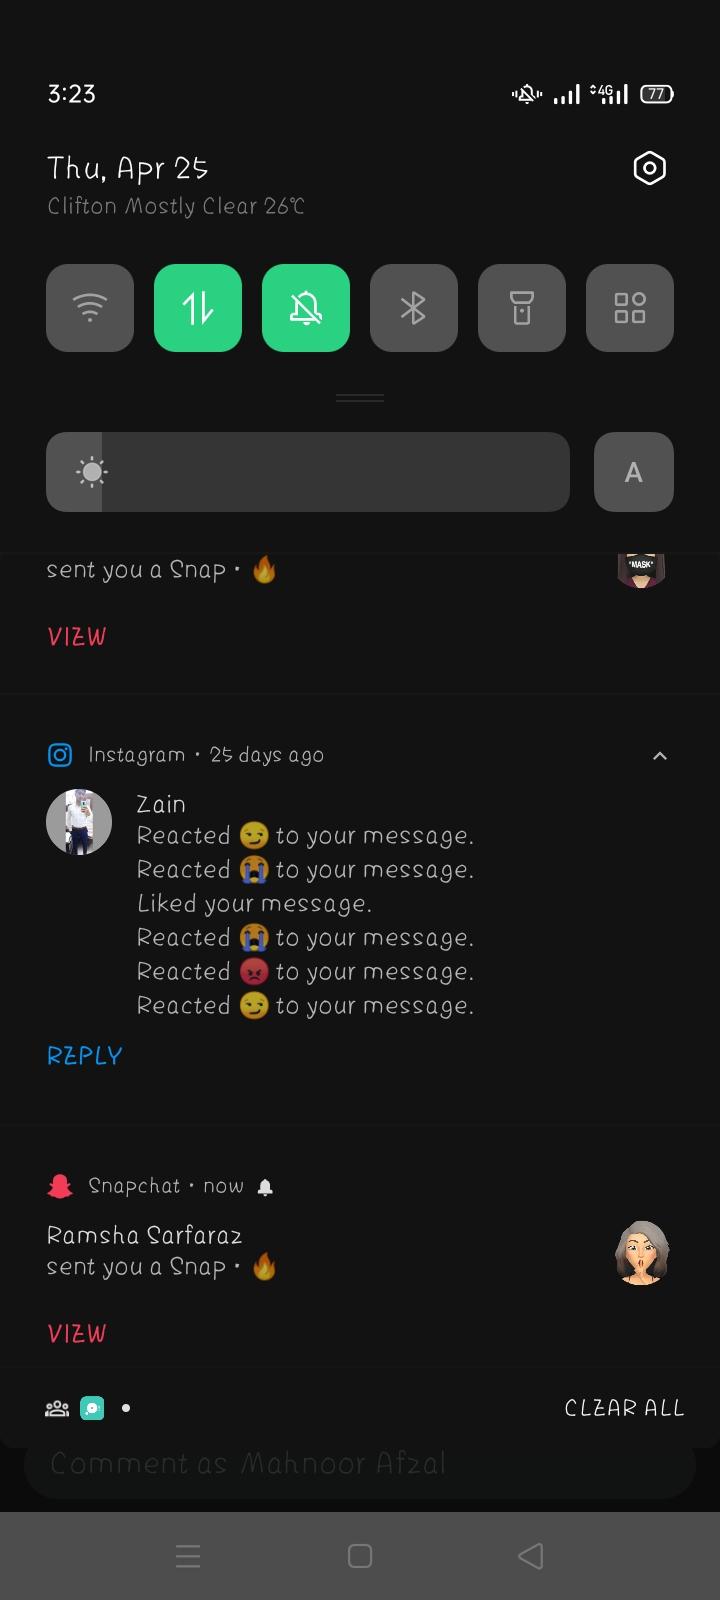 3:23
4G
77
Thu, Apr 25
Clifton Mostly Clear 26℃
A
sent you a Snap • 🔥
*MASK*
VIEW
Instagram • 25 days ago
Zain
Reacted 😏 to your message.
Reacted 😭 to your message.
Liked your message.
Reacted 😭 to your message.
Reacted 😡 to your message.
Reacted 😏 to your message.
REPLY
Snapchat • now
Ramsha Sarfaraz
sent you a Snap • 🔥
VIEW
CLEAR ALL
Comment as Mahnoor Afzal